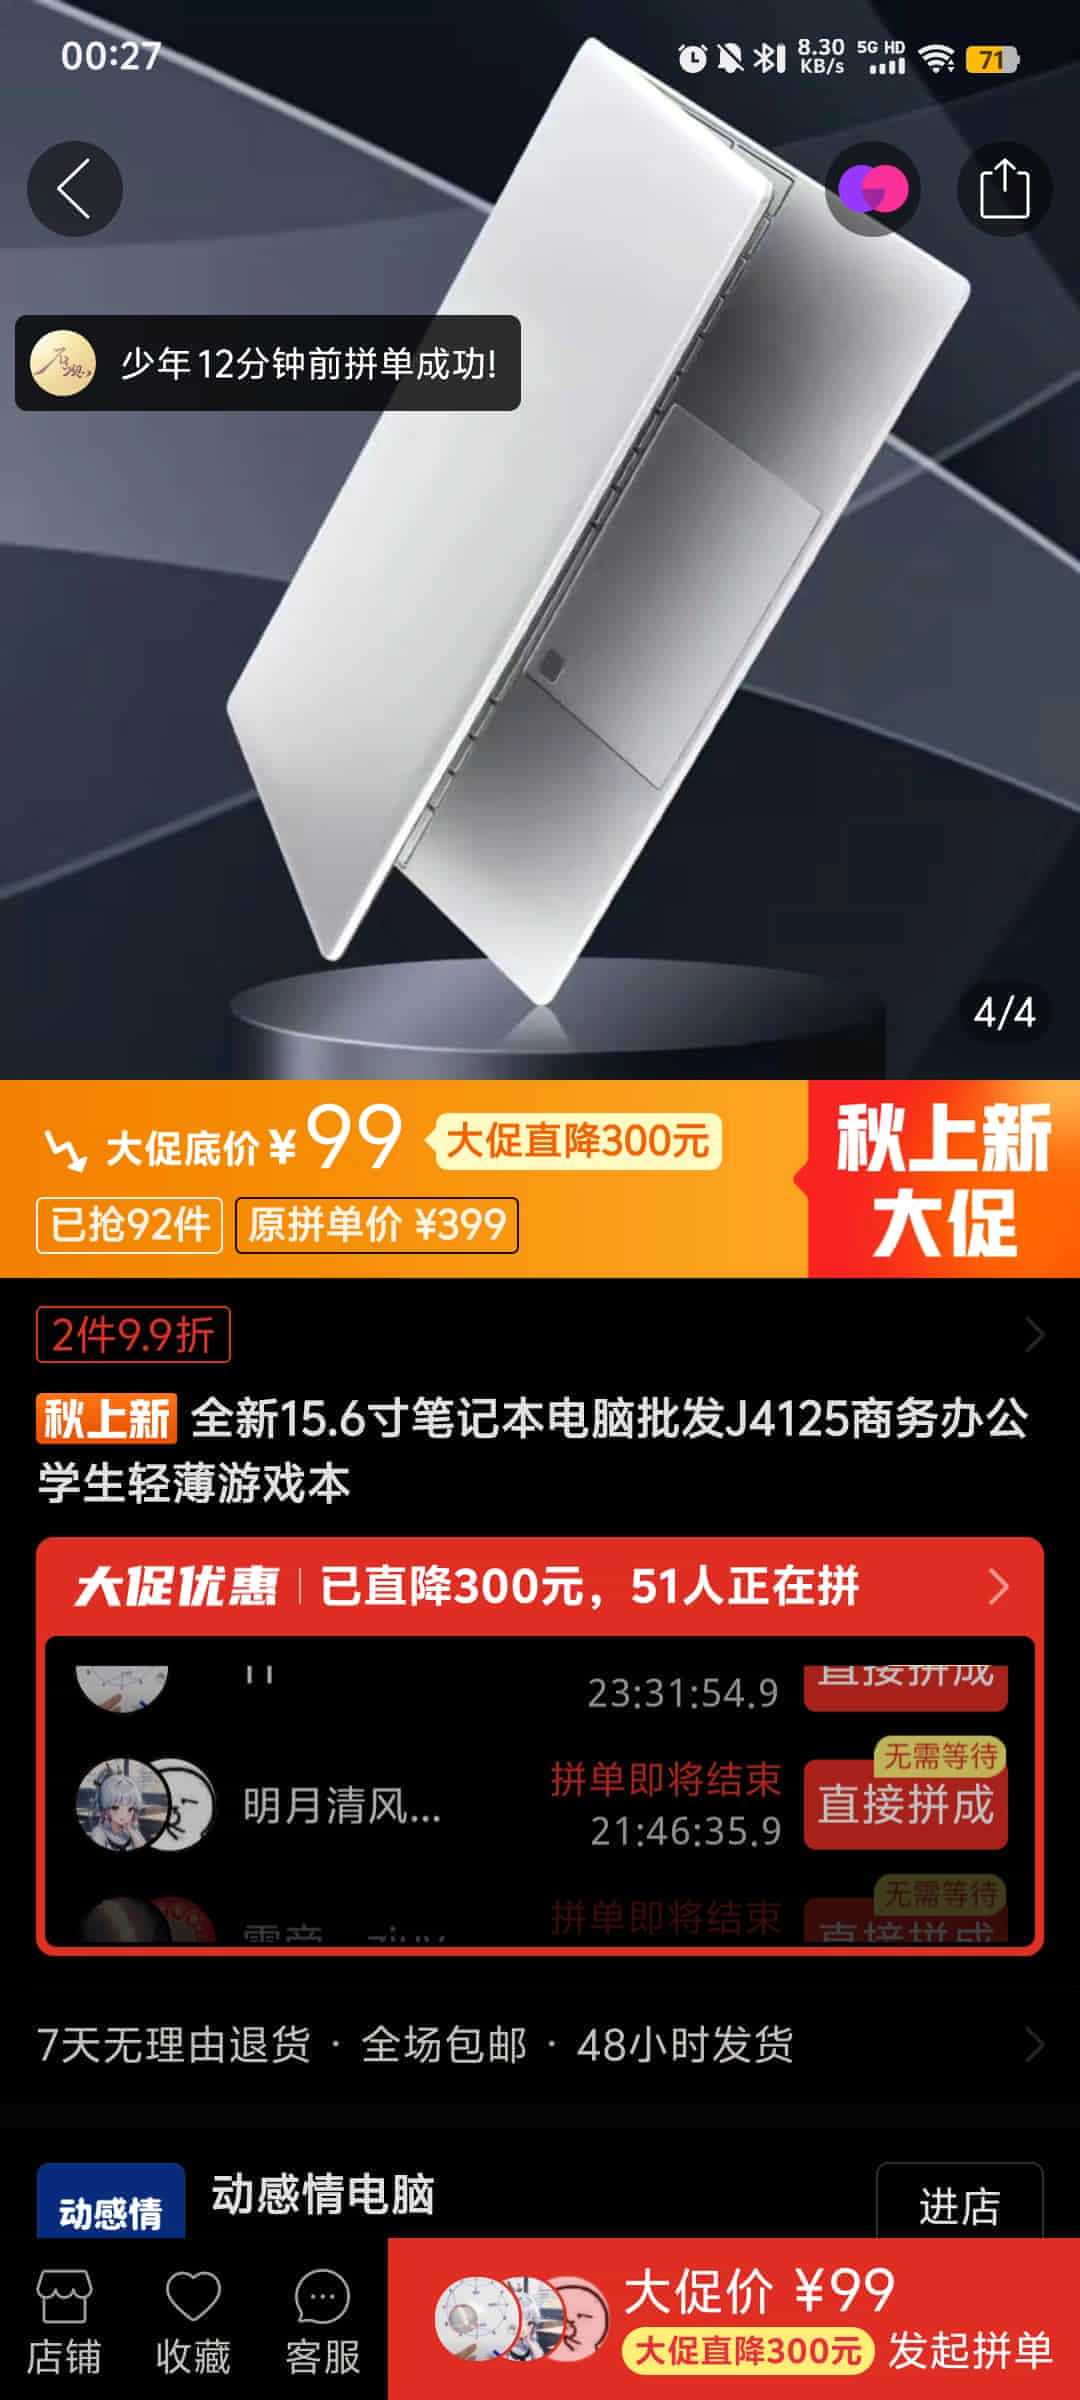 00:27
8.30 KB/s 5G HD 71
少年12分钟前拼单成功!
4/4
大促底价¥99 大促直降300元
已抢92件 原拼单价 ¥399
秋上新
大促
2件9.9折
秋上新 全新15.6寸笔记本电脑批发J4125商务办公
学生轻薄游戏本
大促优惠 已直降300元，51人正在拼
23:31:54.9 直接拼成
无需等待
明月清风... 拼单即将结束 直接拼成
21:46:35.9
无需等待
拼单即将结束 直接拼成
7天无理由退货 · 全场包邮 · 48小时发货
动感情 动感情电脑 进店
大促价 ¥99
大促直降300元 发起拼单
店铺 收藏 客服